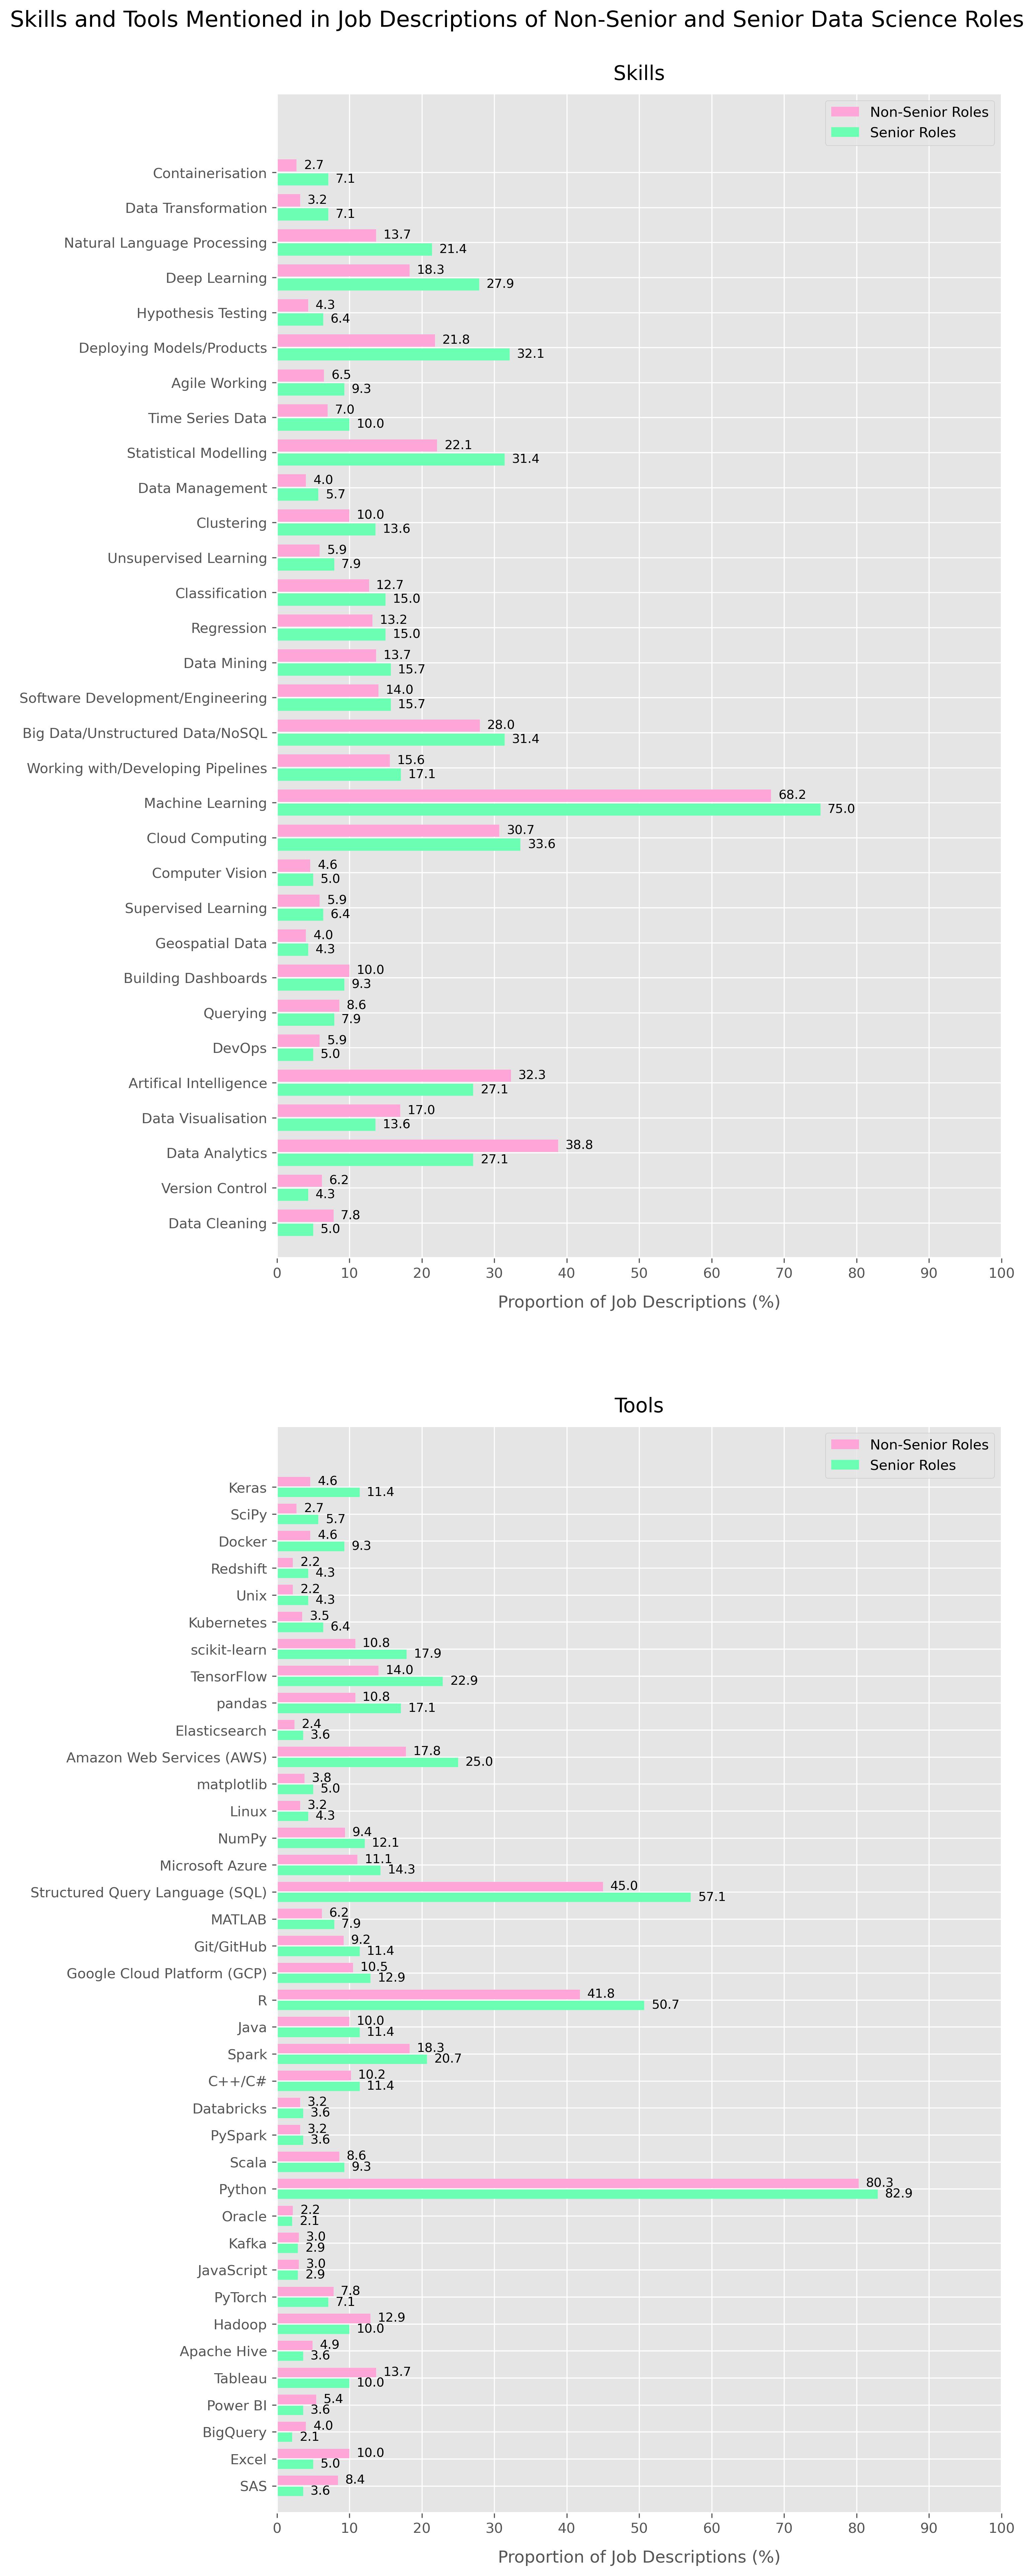 Skills and Tools Mentioned in Job Descriptions of Non-Senior and Senior Data Science Roles
Skills
Non-Senior Roles
Senior Roles
Containerisation 2.7
7.1
Data Transformation 3.2
7.1
Natural Language Processing 13.7
21.4
Deep Learning 18.3
27.9
Hypothesis Testing 4.3
6.4
Deploying Models/Products 21.8
32.1
Agile Working 6.5
9.3
Time Series Data 7.0
10.0
Statistical Modelling 22.1
31.4
Data Management 4.0
5.7
Clustering 10.0
13.6
Unsupervised Learning 5.9
7.9
Classification 12.7
15.0
Regression 13.2
15.0
Data Mining 13.7
15.7
Software Development/Engineering 14.0
15.7
Big Data/Unstructured Data/NoSQL 28.0
31.4
Working with/Developing Pipelines 15.6
17.1
Machine Learning 68.2
75.0
Cloud Computing 30.7
33.6
Computer Vision 4.6
5.0
Supervised Learning 5.9
6.4
Geospatial Data 4.0
4.3
Building Dashboards 10.0
9.3
Querying 8.6
7.9
DevOps 5.9
5.0
Artifical Intelligence 32.3
27.1
Data Visualisation 17.0
13.6
Data Analytics 38.8
27.1
Version Control 6.2
4.3
Data Cleaning 7.8
5.0
0 10 20 30 40 50 60 70 80 90 100
Proportion of Job Descriptions (%)
Tools
Non-Senior Roles
Senior Roles
Keras 4.6
11.4
SciPy 2.7
5.7
Docker 4.6
9.3
Redshift 2.2
4.3
Unix 2.2
4.3
Kubernetes 3.5
6.4
scikit-learn 10.8
17.9
TensorFlow 14.0
22.9
pandas 10.8
17.1
Elasticsearch 2.4
3.6
Amazon Web Services (AWS) 17.8
25.0
matplotlib 3.8
5.0
Linux 3.2
4.3
NumPy 9.4
12.1
Microsoft Azure 11.1
14.3
Structured Query Language (SQL) 45.0
57.1
MATLAB 6.2
7.9
Git/GitHub 9.2
11.4
Google Cloud Platform (GCP) 10.5
12.9
R 41.8
50.7
Java 10.0
11.4
Spark 18.3
20.7
C++/C# 10.2
11.4
Databricks 3.2
3.6
PySpark 3.2
3.6
Scala 8.6
9.3
Python 80.3
82.9
Oracle 2.2
2.1
Kafka 3.0
2.9
JavaScript 3.0
2.9
PyTorch 7.8
7.1
Hadoop 12.9
10.0
Apache Hive 4.9
3.6
Tableau 13.7
10.0
Power BI 5.4
3.6
BigQuery 4.0
2.1
Excel 10.0
5.0
SAS 8.4
3.6
0 10 20 30 40 50 60 70 80 90 100
Proportion of Job Descriptions (%)